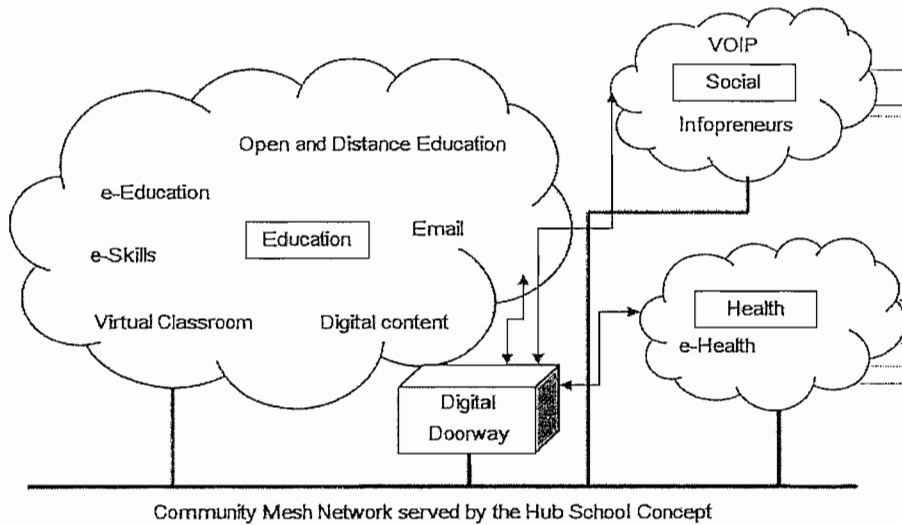 VOIP
Social
Infopreneurs
Open and Distance Education
e-Education
Education
Email
e-Skills
Virtual Classroom
Digital content
Health
e-Health
Digital
Doorway
Community Mesh Network served by the Hub School Concept